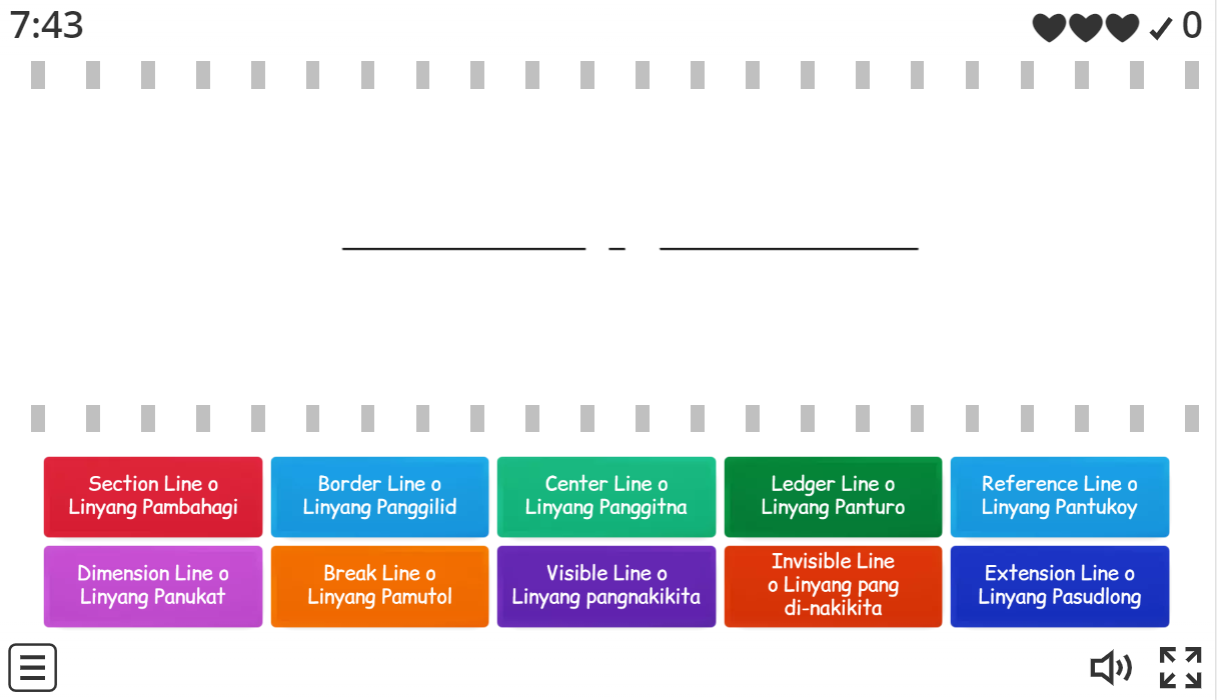 7:43
0
Section Line o
Linyang Pambahagi
Border Line o
Linyang Panggilid
Center Line o
Linyang Panggitna
Ledger Line o
Linyang Panturo
Reference Line o
Linyang Pantukoy
Dimension Line o
Linyang Panukat
Break Line o
Linyang Pamutol
Visible Line o
Linyang pangnakikita
Invisible Line
o Linyang pang
di-nakikita
Extension Line o
Linyang Pasudlong